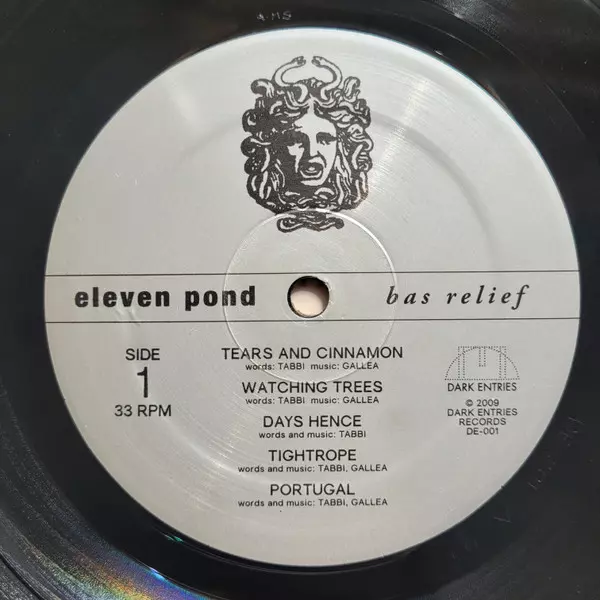 eleven pond bas relief
SIDE
1
33 RPM
TEARS AND CINNAMON
words: TABBI music: GALLEA
WATCHING TREES
words: TABBI music: GALLEA
DAYS HENCE
words and music: TABBI
TIGHTROPE
words and music: TABBI, GALLEA
PORTUGAL
words and music: TABBI, GALLEA
DARK ENTRIES
© 2009
DARK ENTRIES
RECORDS
DE-001